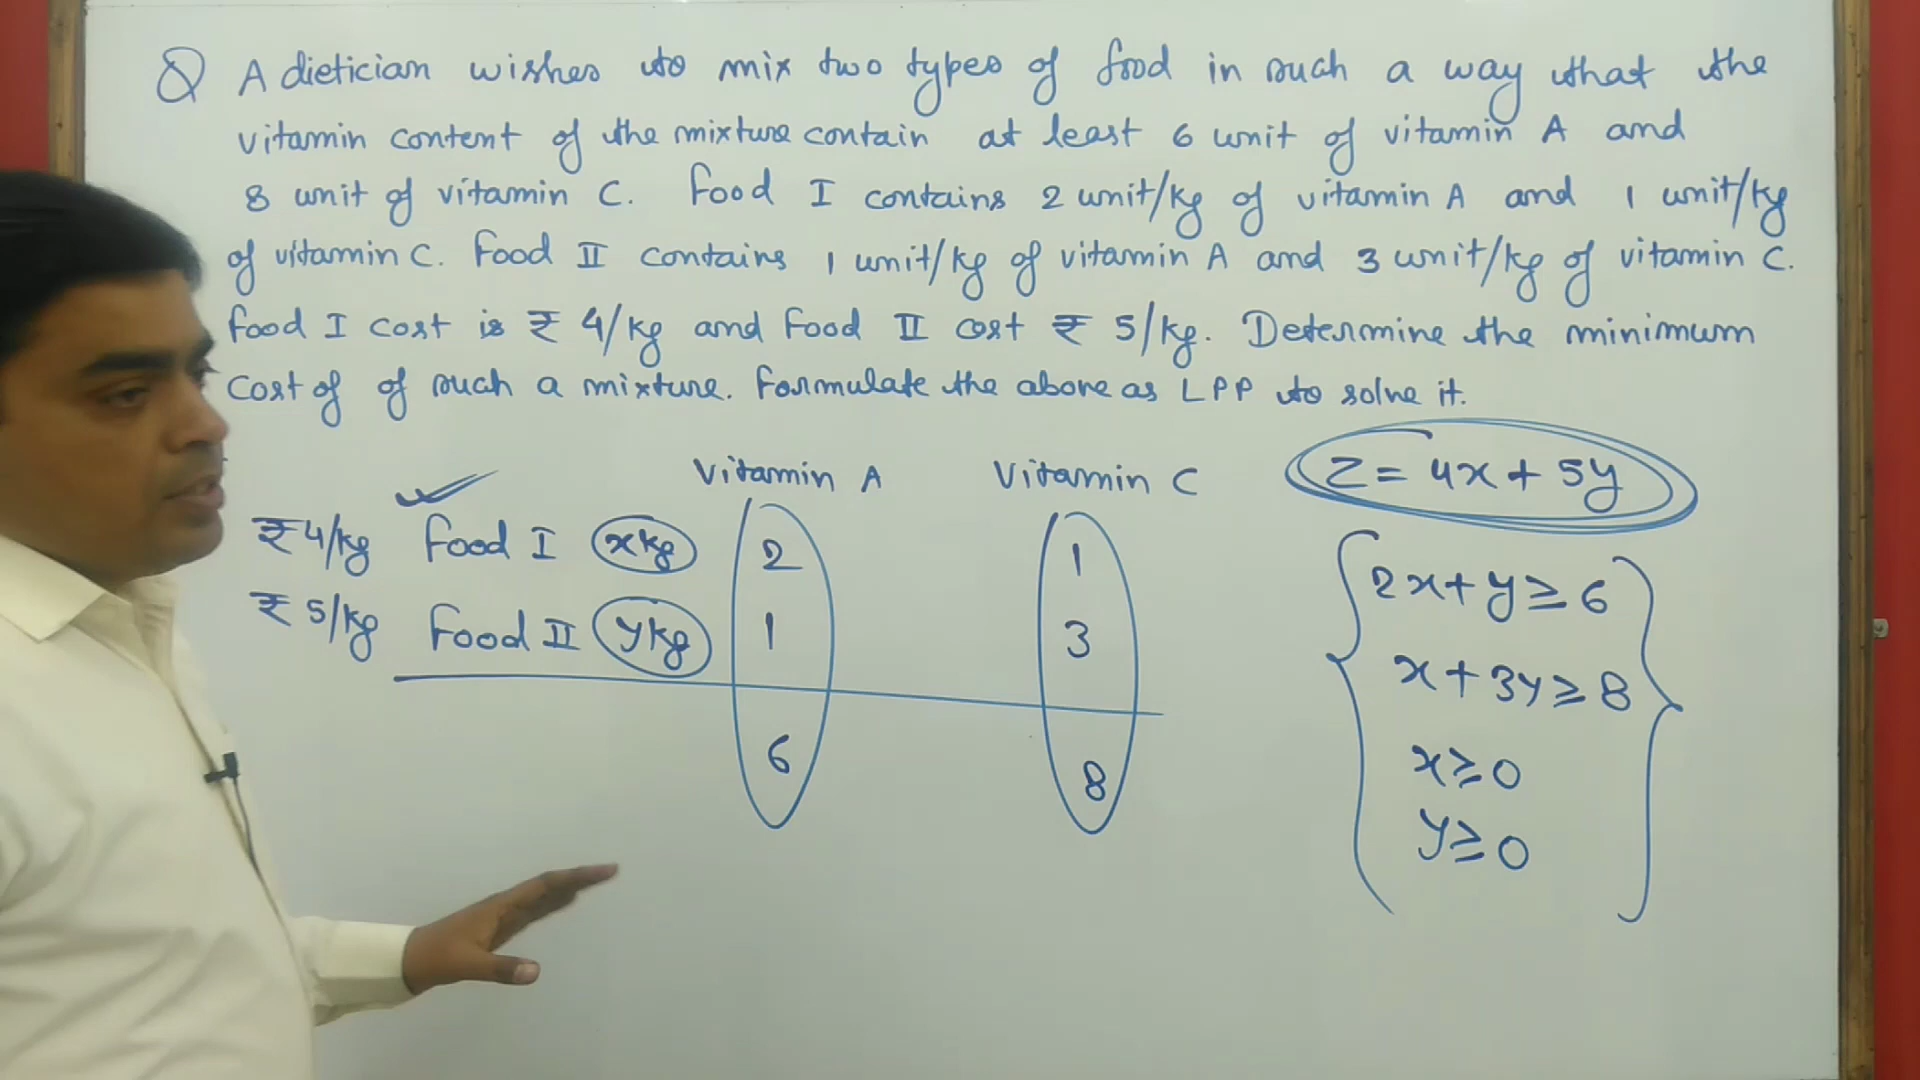 Q A dietician wishes to mix two types of food in such a way that the
vitamin content of the mixture contain at least 6 unit of vitamin A and
8 unit of vitamin C. Food I contains 2 unit/kg of vitamin A and 1 unit/kg
of vitamin C. Food II contains 1 unit/kg of vitamin A and 3 unit/kg of vitamin C.
Food I cost is ₹ 4/kg and Food II cost ₹ 5/kg. Determine the minimum
cost of of such a mixture. Formulate the above as LPP to solve it.
Vitamin A Vitamin C
₹4/kg Food I xkg 2 1
₹5/kg Food II ykg 1 3
6 8
Z = 4x + 5y
2x + y ≥ 6
x + 3y ≥ 8
x ≥ 0
y ≥ 0